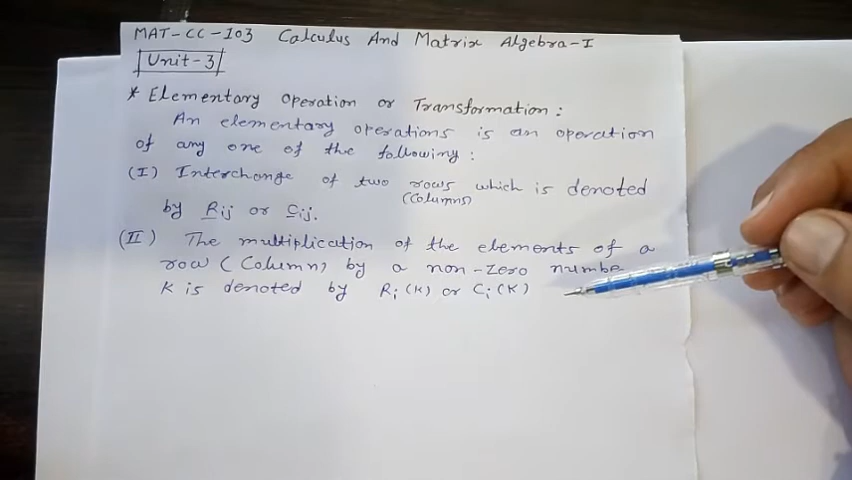 MAT-CC-103 Calculus And Matrix Algebra-I
Unit-3
* Elementary Operation or Transformation:
An elementary operations is an operation
of any one of the following:
(I) Interchange of two rows which is denoted
(Columns)
by Rij or Cij.
(II) The multiplication of the elements of a
row (Column) by a non-zero numbe
K is denoted by Ri(K) or Ci(K)